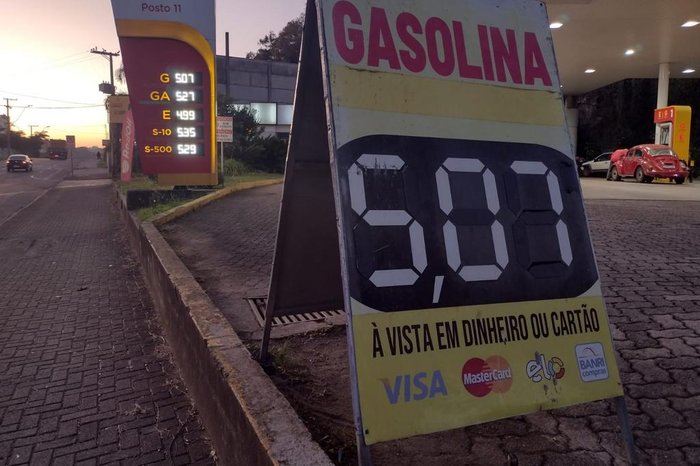 Posto 11
G 507
GA 527
E 499
S-10 535
S-500 529
GASOLINA
5,07
À VISTA EM DINHEIRO OU CARTÃO
VISA
MasterCard
elo
BANRI
compras